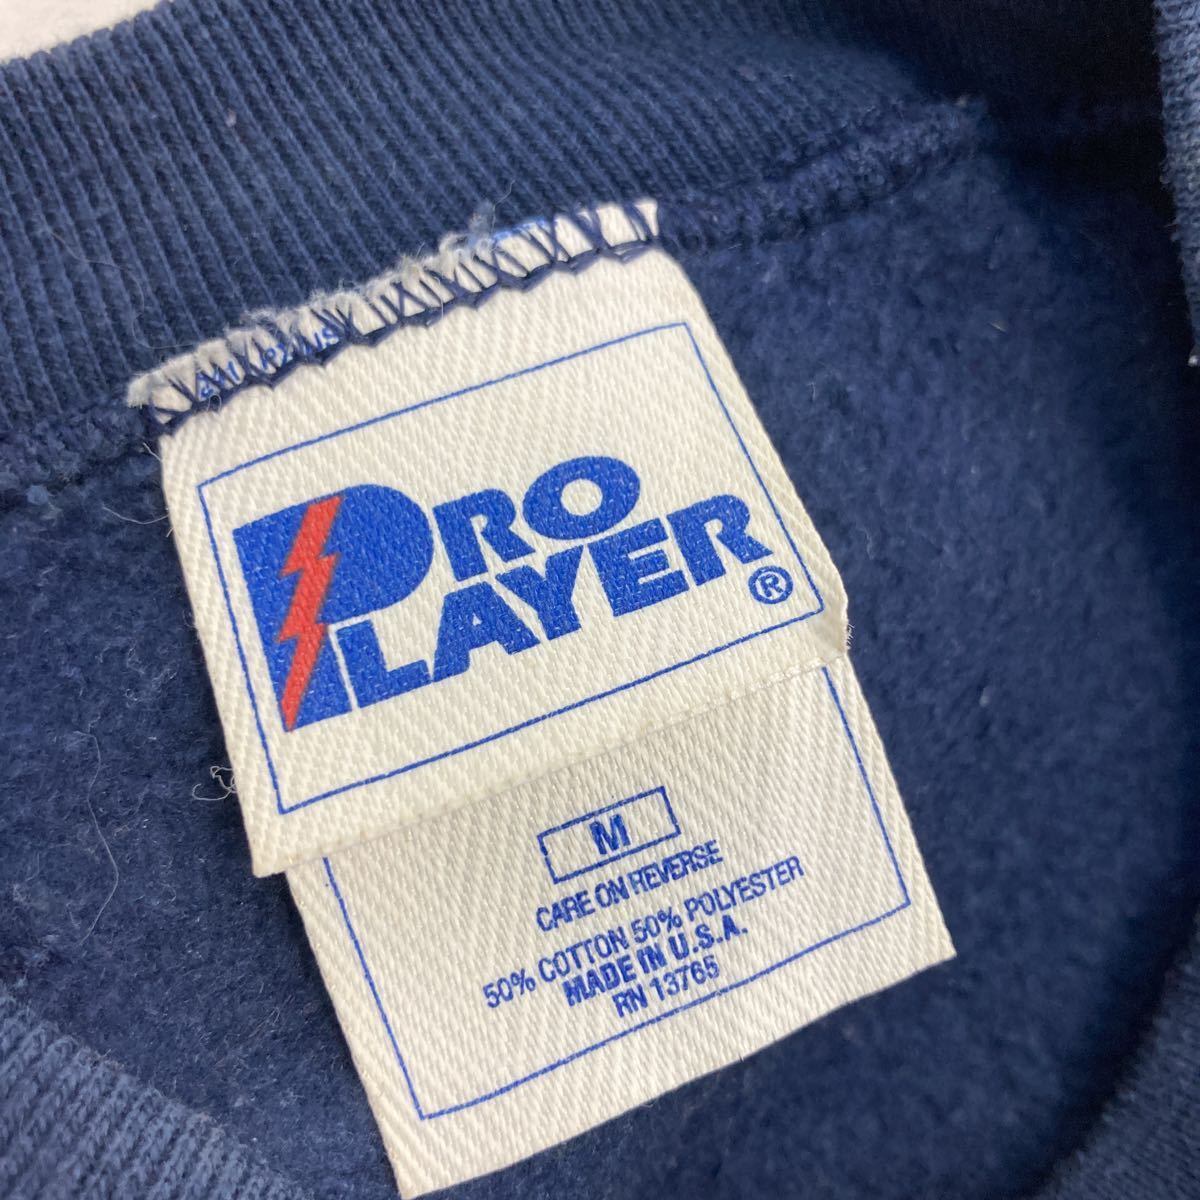 PRO
PLAYER®
M
CARE ON REVERSE
50% COTTON 50% POLYESTER
MADE IN U.S.A.
RN 13765